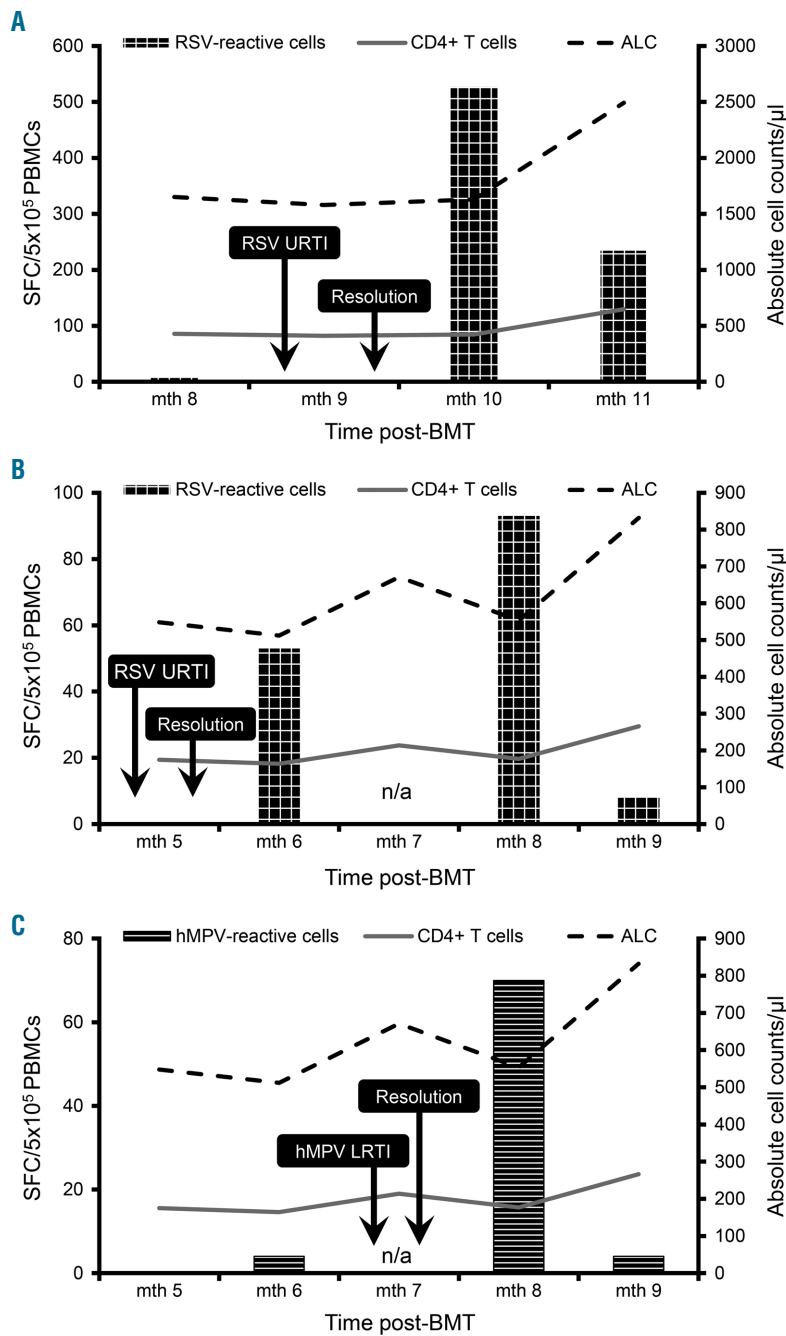 A
RSV-reactive cells CD4+ T cells ALC
600 3000
500 2500
400 2000
300 1500
200 1000
100 500
0 0
SFC/5x10⁵ PBMCs
Absolute cell counts/µl
RSV URTI
Resolution
mth 8 mth 9 mth 10 mth 11
Time post-BMT
B
RSV-reactive cells CD4+ T cells ALC
100
80
60
40
20
0
900
800
700
600
500
400
300
200
100
0
SFC/5x10⁵ PBMCs
Absolute cell counts/µl
RSV URTI
Resolution
n/a
mth 5 mth 6 mth 7 mth 8 mth 9
Time post-BMT
C
hMPV-reactive cells CD4+ T cells ALC
80
60
40
20
0
900
800
700
600
500
400
300
200
100
0
SFC/5x10⁵ PBMCs
Absolute cell counts/µl
Resolution
hMPV LRTI
n/a
mth 5 mth 6 mth 7 mth 8 mth 9
Time post-BMT